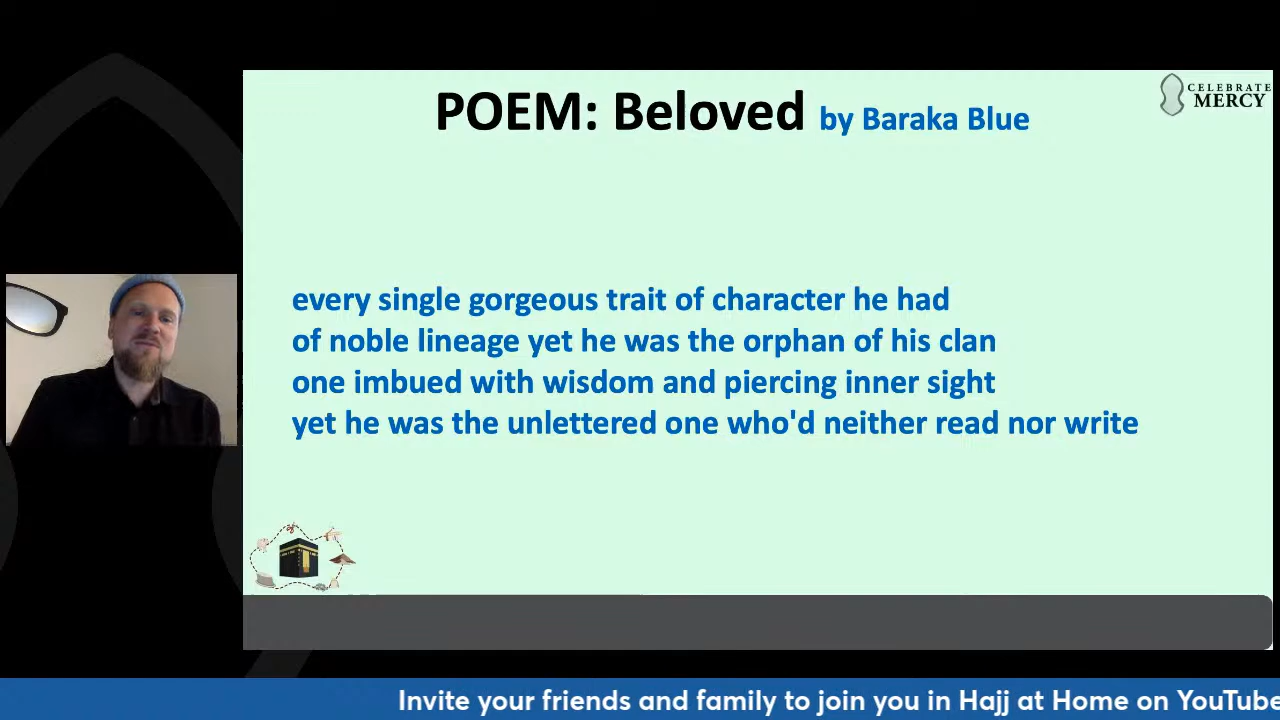 POEM: Beloved by Baraka Blue
CELEBRATE
MERCY
every single gorgeous trait of character he had
of noble lineage yet he was the orphan of his clan
one imbued with wisdom and piercing inner sight
yet he was the unlettered one who'd neither read nor write
Invite your friends and family to join you in Hajj at Home on YouTube